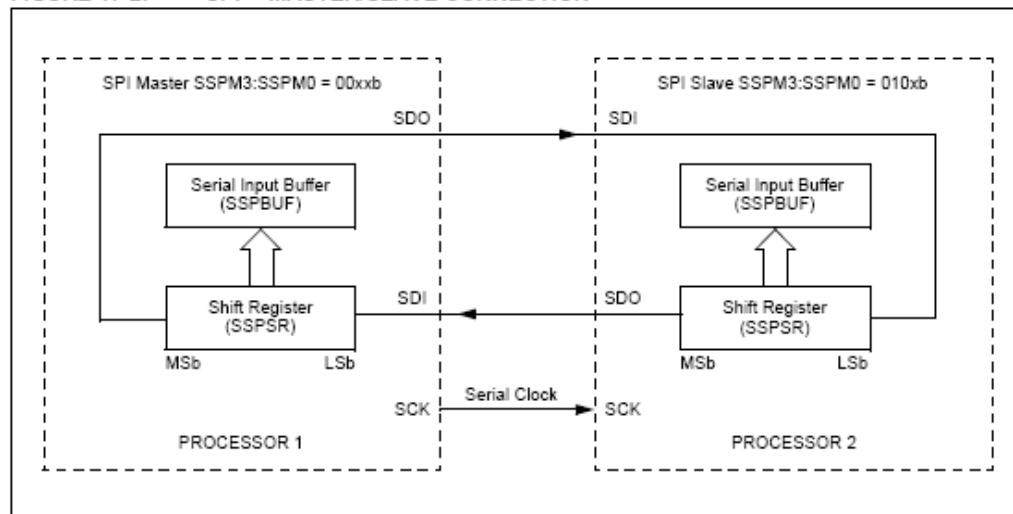 SPI Master SSPM3:SSPM0 = 00xxb
SPI Slave SSPM3:SSPM0 = 010xb
SDO
SDI
Serial Input Buffer
(SSPBUF)
Serial Input Buffer
(SSPBUF)
SDI
SDO
Shift Register
(SSPSR)
Shift Register
(SSPSR)
MSb
LSb
MSb
LSb
SCK
Serial Clock
SCK
PROCESSOR 1
PROCESSOR 2